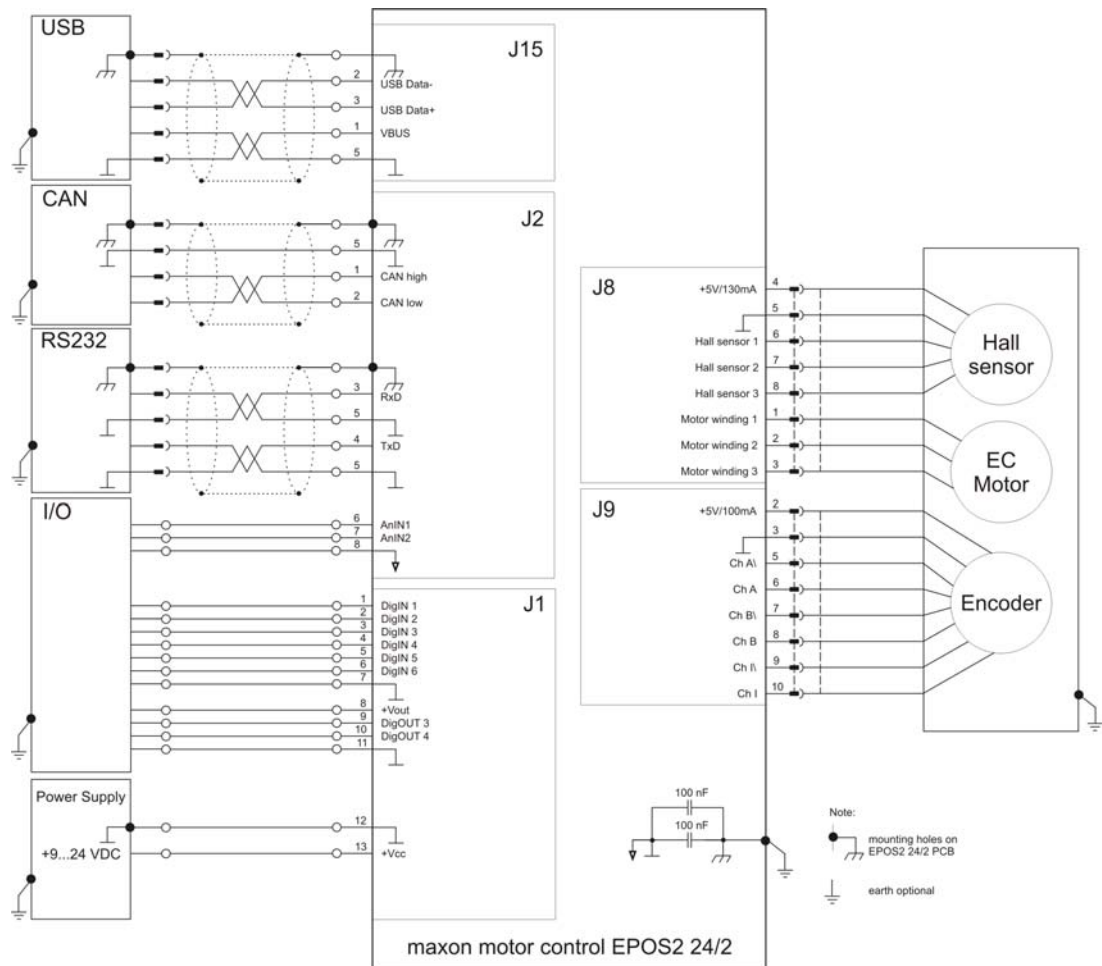 USB
J15
2
USB Data-
3
USB Data+
1
VBUS
5
CAN
J2
5
1
CAN high
2
CAN low
RS232
3
RxD
5
4
TxD
5
I/O
6
AnIN1
7
AnIN2
8
J1
1
DigIN 1
2
DigIN 2
3
DigIN 3
4
DigIN 4
5
DigIN 5
6
DigIN 6
7
8
+Vout
9
DigOUT 3
10
DigOUT 4
11
Power Supply
+9...24 VDC
12
13
+Vcc
J8
+5V/130mA
4
5
Hall sensor 1
6
Hall sensor 2
7
Hall sensor 3
8
Motor winding 1
1
Motor winding 2
2
Motor winding 3
3
Hall
sensor
EC
Motor
J9
+5V/100mA
2
3
Ch A\
5
Ch A
6
Ch B\
7
Ch B
8
Ch I\
9
Ch I
10
Encoder
100 nF
100 nF
Note:
mounting holes on
EPOS2 24/2 PCB
earth optional
maxon motor control EPOS2 24/2